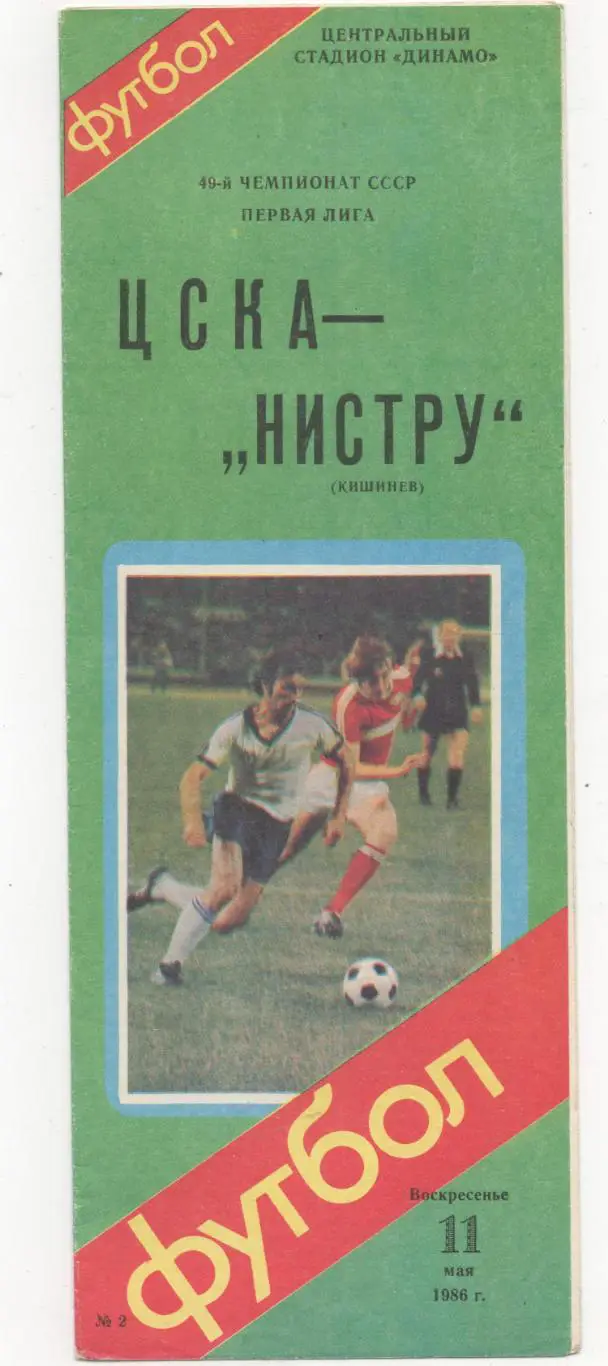 футбол
ЦЕНТРАЛЬНЫЙ
СТАДИОН «ДИНАМО»
49-й ЧЕМПИОНАТ СССР
ПЕРВАЯ ЛИГА
ЦСКА—
„НИСТРУ“
(КИШИНЕВ)
футбол
Воскресенье
11
мая
1986 г.
№ 2